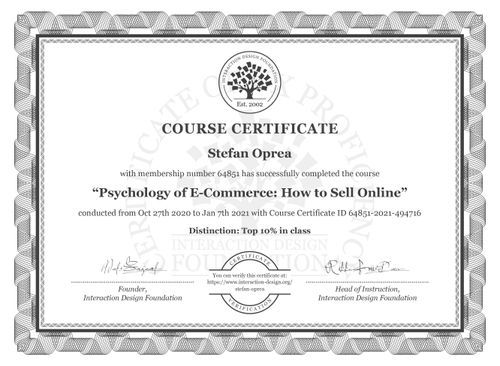 INTERACTION DESIGN FOUNDATION
Est. 2002
COURSE CERTIFICATE
Stefan Oprea
with membership number 64851 has successfully completed the course
“Psychology of E-Commerce: How to Sell Online”
conducted from Oct 27th 2020 to Jan 7th 2021 with Course Certificate ID 64851-2021-494716
Distinction: Top 10% in class
CERTIFICATE OF PROFICIENCY
INTERACTION DESIGN
FOUNDATION
CERTIFICATE
You can verify this certificate at:
https://www.interaction-design.org/
stefan-oprea
CERTIFICATION
Founder,
Interaction Design Foundation
Head of Instruction,
Interaction Design Foundation